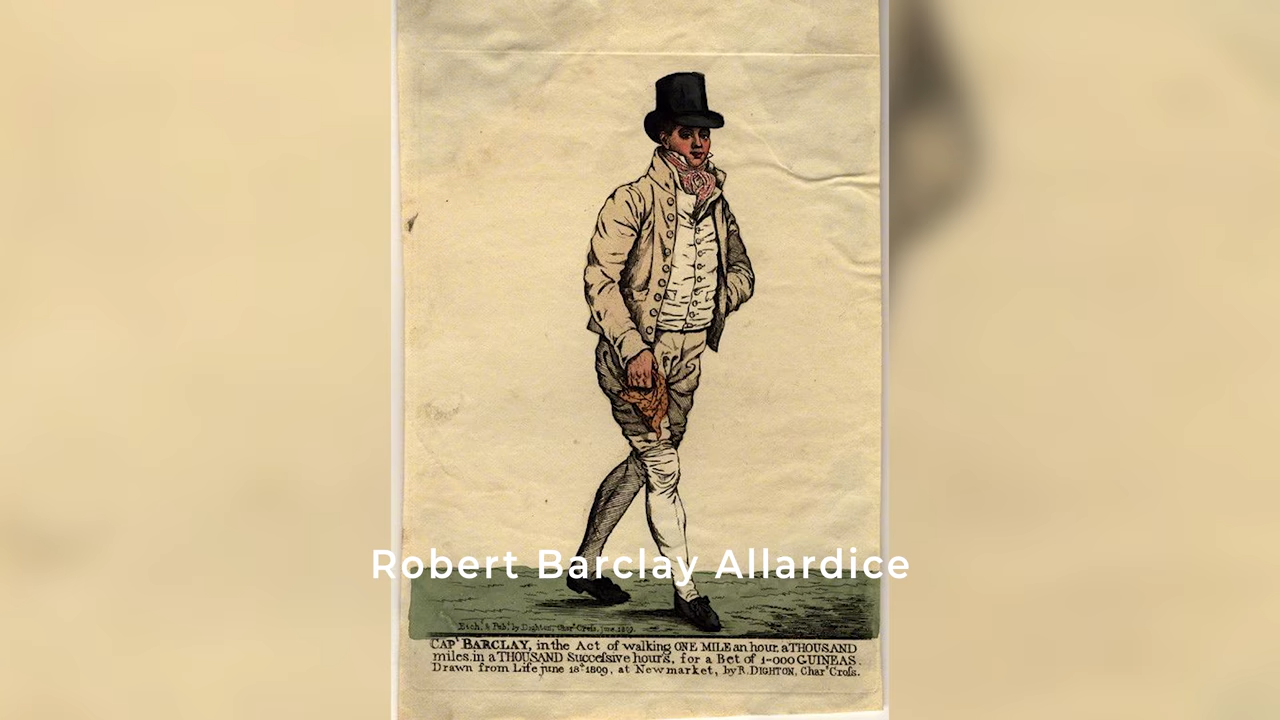 Robert Barclay Allardice
Etch.d & Pub.d by Dighton, Char.s Cross, June, 1809.
CAPt. BARCLAY, in the Act of walking ONE MILE an hour, a THOUSAND
miles, in a THOUSAND Succeſsive hours, for a Bet of 1-000 GUINEAS.
Drawn from Life june 18th 1809, at Newmarket, by R. DIGHTON, Chars. Croſs.